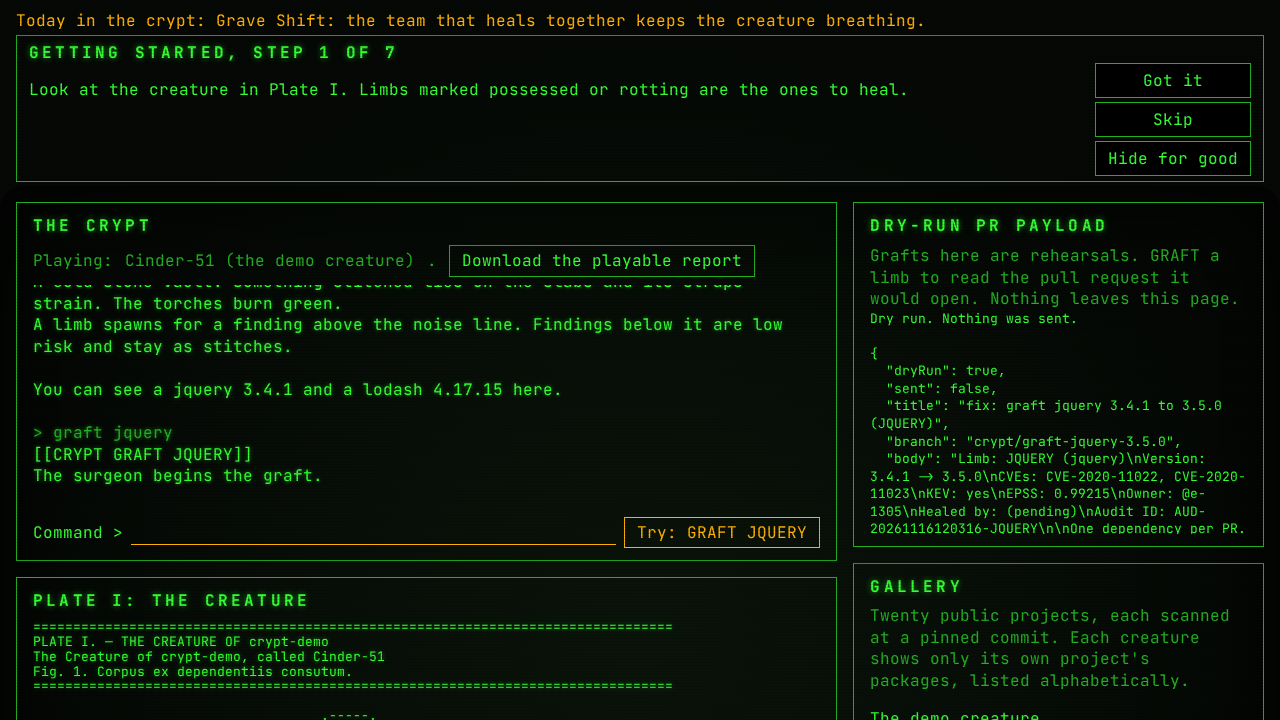 Today in the crypt: Grave Shift: the team that heals together keeps the creature breathing.
GETTING STARTED, STEP 1 OF 7
Look at the creature in Plate I. Limbs marked possessed or rotting are the ones to heal.
Got it
Skip
Hide for good
THE CRYPT
Playing: Cinder-51 (the demo creature) .
Download the playable report
strain. The torches burn green.
A limb spawns for a finding above the noise line. Findings below it are low
risk and stay as stitches.
You can see a jquery 3.4.1 and a lodash 4.17.15 here.
> graft jquery
[[CRYPT GRAFT JQUERY]]
The surgeon begins the graft.
Command >
Try: GRAFT JQUERY
PLATE I: THE CREATURE
================================================================================
PLATE I. — THE CREATURE OF crypt-demo
The Creature of crypt-demo, called Cinder-51
Fig. 1. Corpus ex dependentiis consutum.
================================================================================
.-----.
DRY-RUN PR PAYLOAD
Grafts here are rehearsals. GRAFT a
limb to read the pull request it
would open. Nothing leaves this page.
Dry run. Nothing was sent.
{
"dryRun": true,
"sent": false,
"title": "fix: graft jquery 3.4.1 to 3.5.0
(JQUERY)",
"branch": "crypt/graft-jquery-3.5.0",
"body": "Limb: JQUERY (jquery)\nVersion:
3.4.1 -> 3.5.0\nCVEs: CVE-2020-11022, CVE-2020-
11023\nKEV: yes\nEPSS: 0.99215\nOwner: @e-
1305\nHealed by: (pending)\nAudit ID: AUD-
20261116120316-JQUERY\n\nOne dependency per PR.
GALLERY
Twenty public projects, each scanned
at a pinned commit. Each creature
shows only its own project's
packages, listed alphabetically.
The demo creature